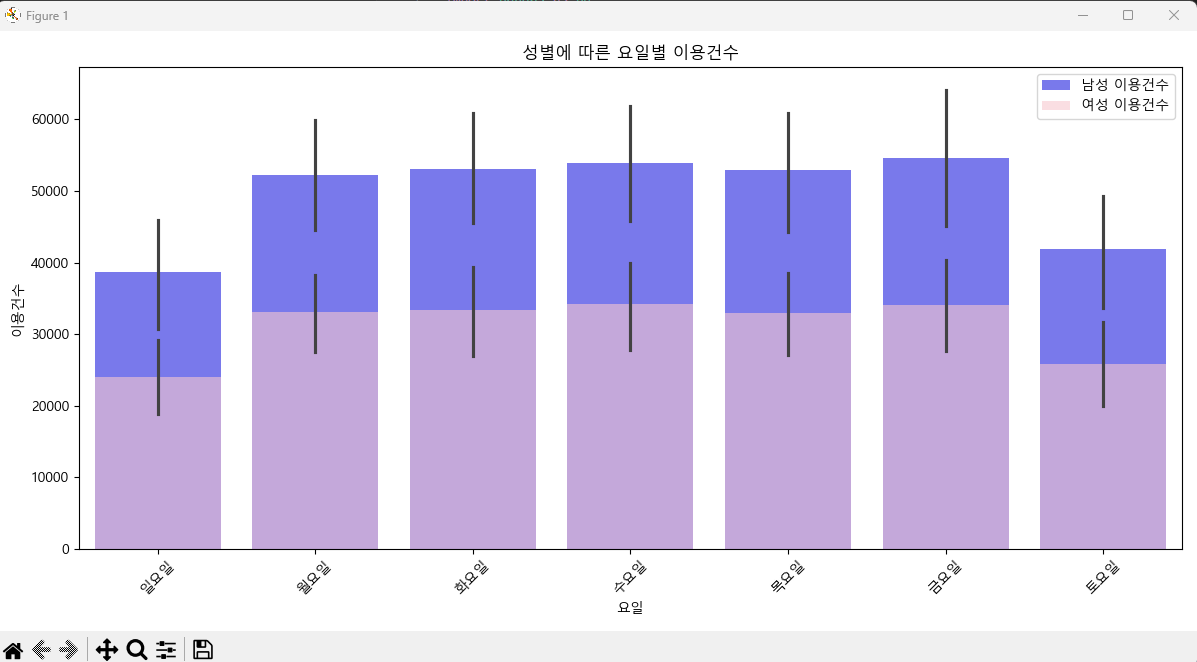 Figure 1
성별에 따른 요일별 이용건수
남성 이용건수
여성 이용건수
60000
50000
40000
30000
20000
10000
0
이용건수
일요일 월요일 화요일 수요일 목요일 금요일 토요일
요일